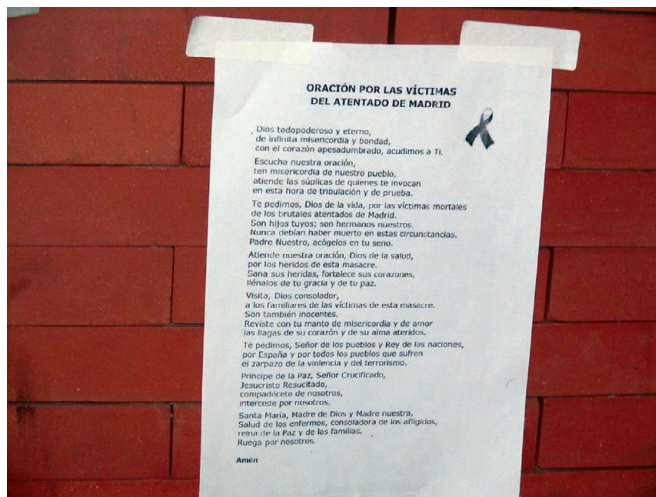 ORACIÓN POR LAS VÍCTIMAS
DEL ATENTADO DE MADRID
Dios todopoderoso y eterno,
de infinita misericordia y bondad,
con el corazón apesadumbrado, acudimos a Ti.
Escucha nuestra oración,
ten misericordia de nuestro pueblo,
atiende las súplicas de quienes te invocan
en esta hora de tribulación y de prueba.
Te pedimos, Dios de la vida, por las víctimas mortales
de los brutales atentados de Madrid.
Son hijos tuyos; son hermanos nuestros.
Nunca debían haber muerto en estas circunstancias.
Padre Nuestro, acógelos en tu seno.
Atiende nuestra oración, Dios de la salud,
por los heridos de esta masacre.
Sana sus heridas, fortalece sus corazones,
llénalos de tu gracia y de tu paz.
Visita, Dios consolador,
a los familiares de las víctimas de esta masacre.
Son también inocentes.
Reviste con tu manto de misericordia y de amor
las llagas de su corazón y de su alma ateridos.
Te pedimos, Señor de los pueblos y Rey de las naciones,
por España y por todos los pueblos que sufren
el zarpazo de la violencia y del terrorismo.
Príncipe de la Paz, Señor Crucificado,
Jesucristo Resucitado,
compadécete de nosotros,
intercede por nosotros.
Santa María, Madre de Dios y Madre nuestra,
Salud de los enfermos, consoladora de los afligidos,
reina de la Paz y de las familias.
Ruega por nosotros.
Amén